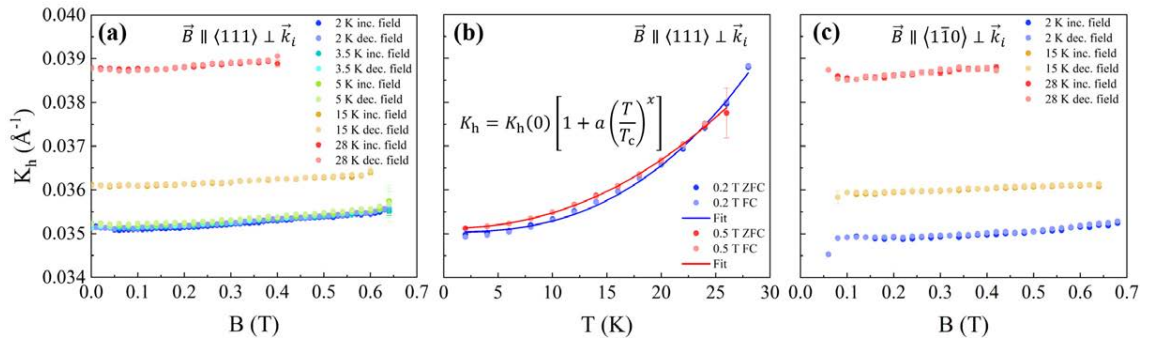 (a)
B⃗ ∥ ⟨111⟩ ⊥ k⃗ᵢ
2 K inc. field
2 K dec. field
3.5 K inc. field
3.5 K dec. field
5 K inc. field
5 K dec. field
15 K inc. field
15 K dec. field
28 K inc. field
28 K dec. field
K_h (Å⁻¹)
0.040
0.039
0.038
0.037
0.036
0.035
0.034
0.0 0.1 0.2 0.3 0.4 0.5 0.6 0.7
B (T)
(b)
B⃗ ∥ ⟨111⟩ ⊥ k⃗ᵢ
K_h = K_h(0) [1 + a (T/T_c)^x]
0.2 T ZFC
0.2 T FC
Fit
0.5 T ZFC
0.5 T FC
Fit
0 5 10 15 20 25 30
T (K)
(c)
B⃗ ∥ ⟨11̅0⟩ ⊥ k⃗ᵢ
2 K inc. field
2 K dec. field
15 K inc. field
15 K dec. field
28 K inc. field
28 K dec. field
0.0 0.1 0.2 0.3 0.4 0.5 0.6 0.7
B (T)